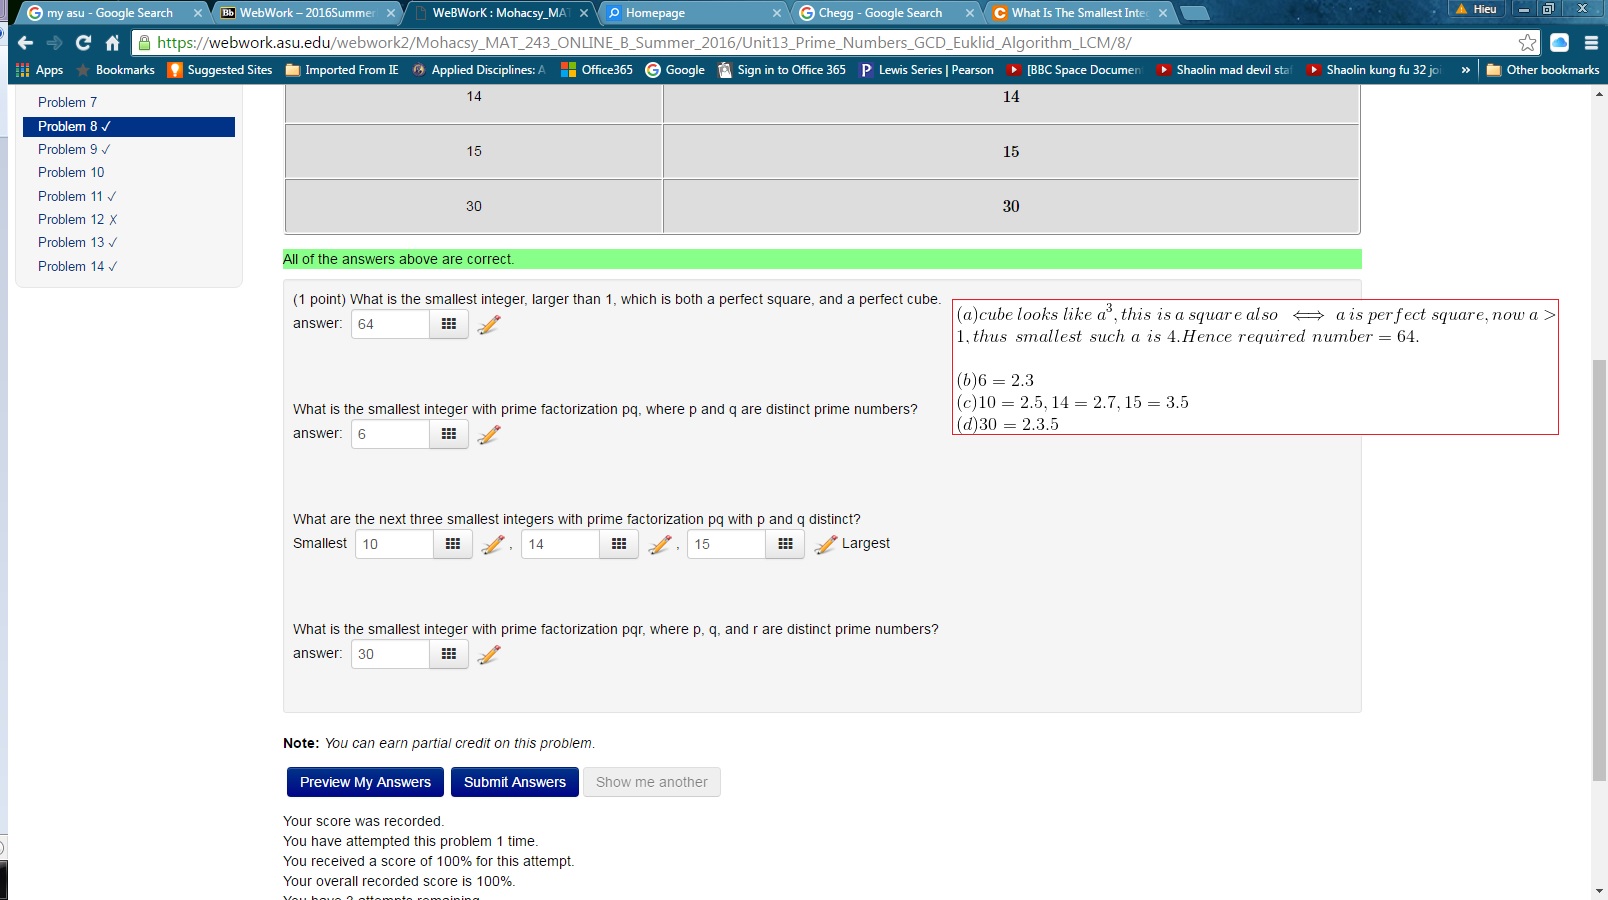 my asu - Google Search
WebWork – 2016Summer
WeBWorK : Mohacsy_MA
Homepage
Chegg - Google Search
What Is The Smallest Inte
Hieu
https://webwork.asu.edu/webwork2/Mohacsy_MAT_243_ONLINE_B_Summer_2016/Unit13_Prime_Numbers_GCD_Euklid_Algorithm_LCM/8/
Apps Bookmarks Suggested Sites Imported From IE Applied Disciplines: A Office365 Google Sign in to Office 365 Lewis Series | Pearson [BBC Space Documen Shaolin mad devil staf Shaolin kung fu 32 joi » Other bookmarks
Problem 7
Problem 8 ✓
Problem 9 ✓
Problem 10
Problem 11 ✓
Problem 12 ✗
Problem 13 ✓
Problem 14 ✓
14 14
15 15
30 30
All of the answers above are correct.
(1 point) What is the smallest integer, larger than 1, which is both a perfect square, and a perfect cube.
answer: 64
(a)cube looks like a³, this is a square also ⟺ a is perfect square, now a >
1, thus smallest such a is 4.Hence required number = 64.
(b)6 = 2.3
(c)10 = 2.5, 14 = 2.7, 15 = 3.5
(d)30 = 2.3.5
What is the smallest integer with prime factorization pq, where p and q are distinct prime numbers?
answer: 6
What are the next three smallest integers with prime factorization pq with p and q distinct?
Smallest 10 , 14 , 15 Largest
What is the smallest integer with prime factorization pqr, where p, q, and r are distinct prime numbers?
answer: 30
Note: You can earn partial credit on this problem.
Preview My Answers Submit Answers Show me another
Your score was recorded.
You have attempted this problem 1 time.
You received a score of 100% for this attempt.
Your overall recorded score is 100%.
You have 3 attempts remaining